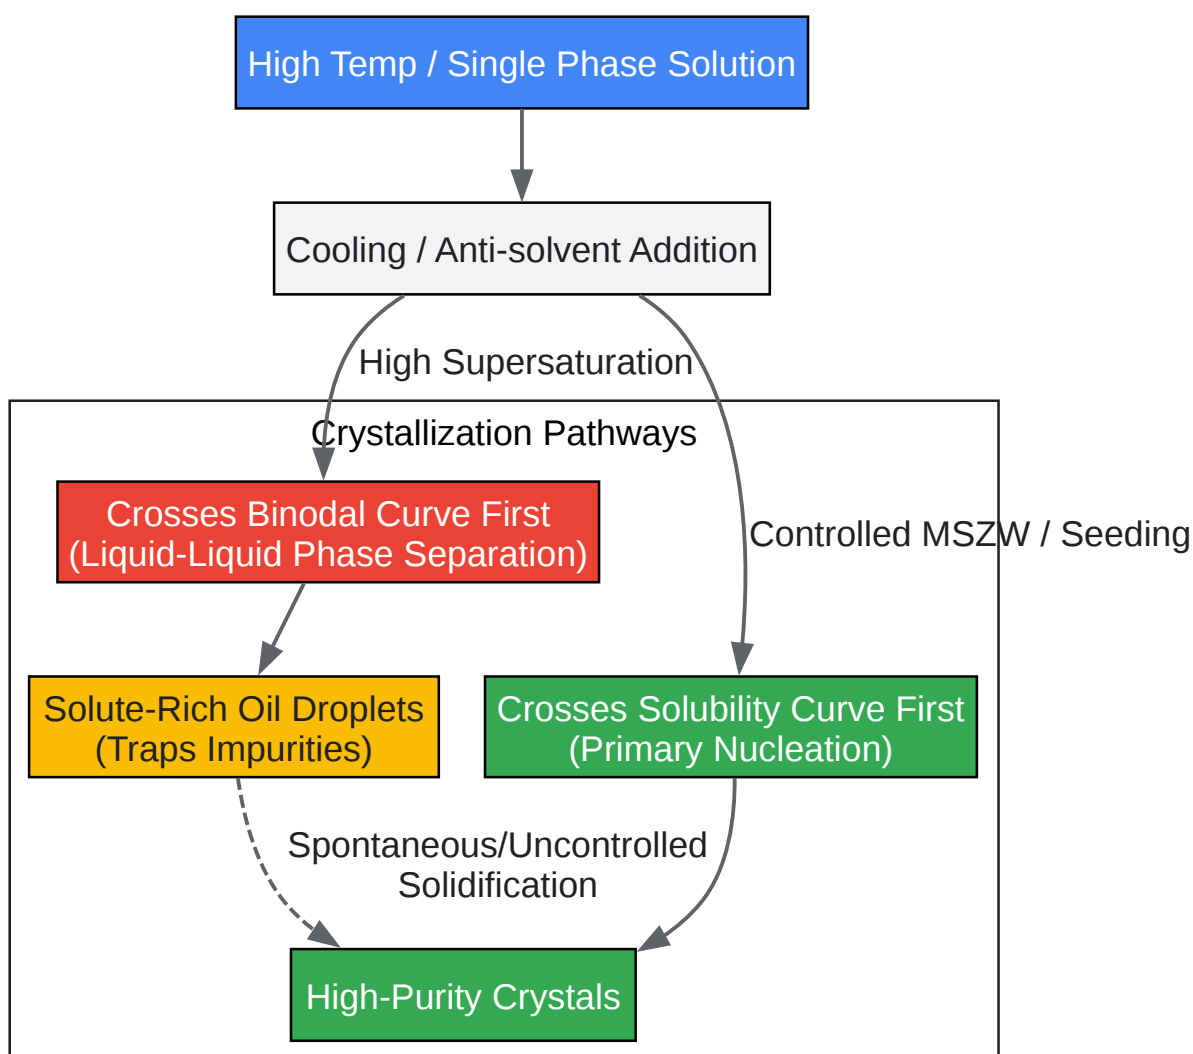 High Temp / Single Phase Solution
Cooling / Anti-solvent Addition
High Supersaturation
Crystallization Pathways
Crosses Binodal Curve First
(Liquid-Liquid Phase Separation)
Controlled MSZW / Seeding
Solute-Rich Oil Droplets
(Traps Impurities)
Crosses Solubility Curve First
(Primary Nucleation)
Spontaneous/Uncontrolled
Solidification
High-Purity Crystals